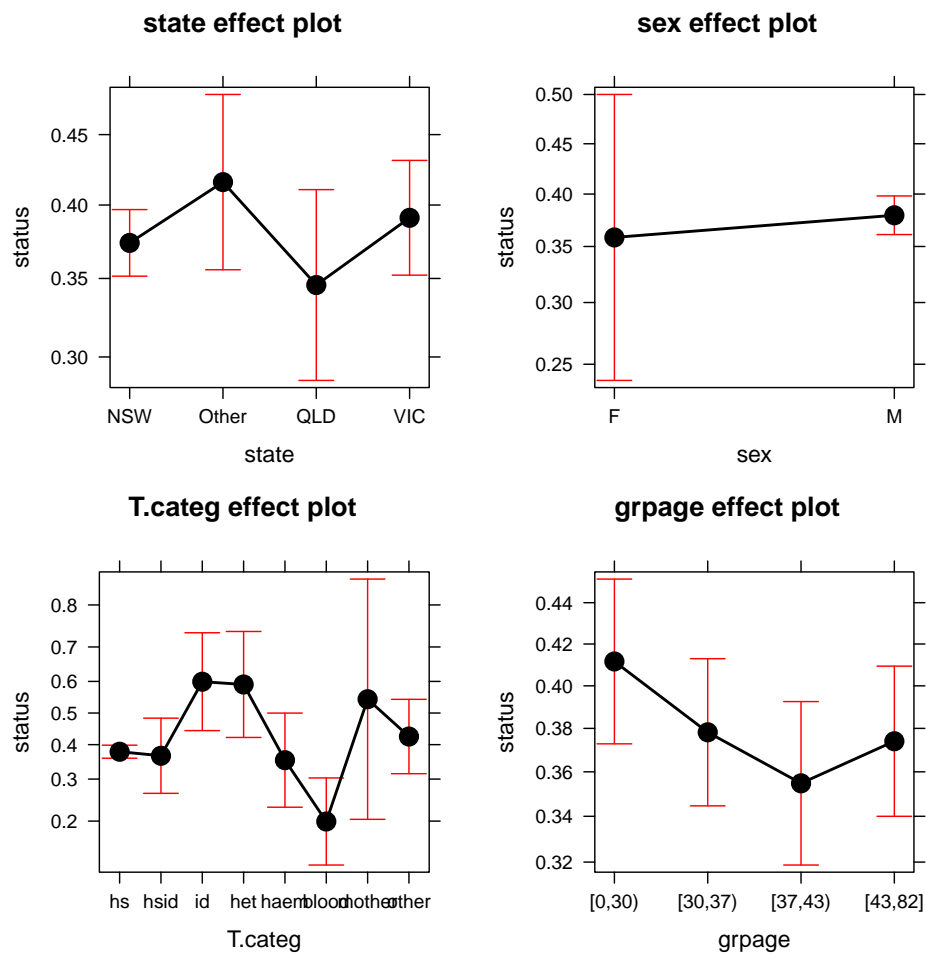 state effect plot
0.45
0.40
0.35
0.30
status
NSW Other QLD VIC
state
sex effect plot
0.50
0.40
0.35
0.30
0.25
status
F M
sex
T.categ effect plot
0.8
0.7
0.6
0.5
0.4
0.3
0.2
status
hs hsid id het haem blood mother other
T.categ
grpage effect plot
0.44
0.42
0.40
0.38
0.36
0.34
0.32
status
[0,30) [30,37) [37,43) [43,82]
grpage